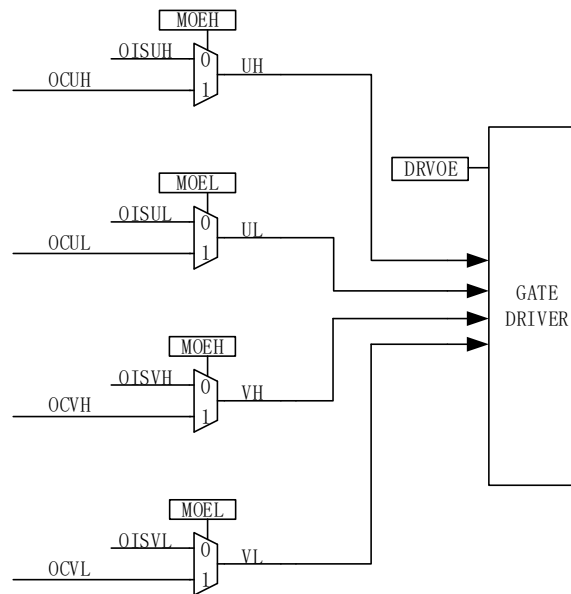 MOEH
OISUH
0
UH
OCUH
1
DRVOE
MOEL
OISUL
0
UL
OCUL
1
GATE
DRIVER
MOEH
OISVH
0
VH
OCVH
1
MOEL
OISVL
0
VL
OCVL
1